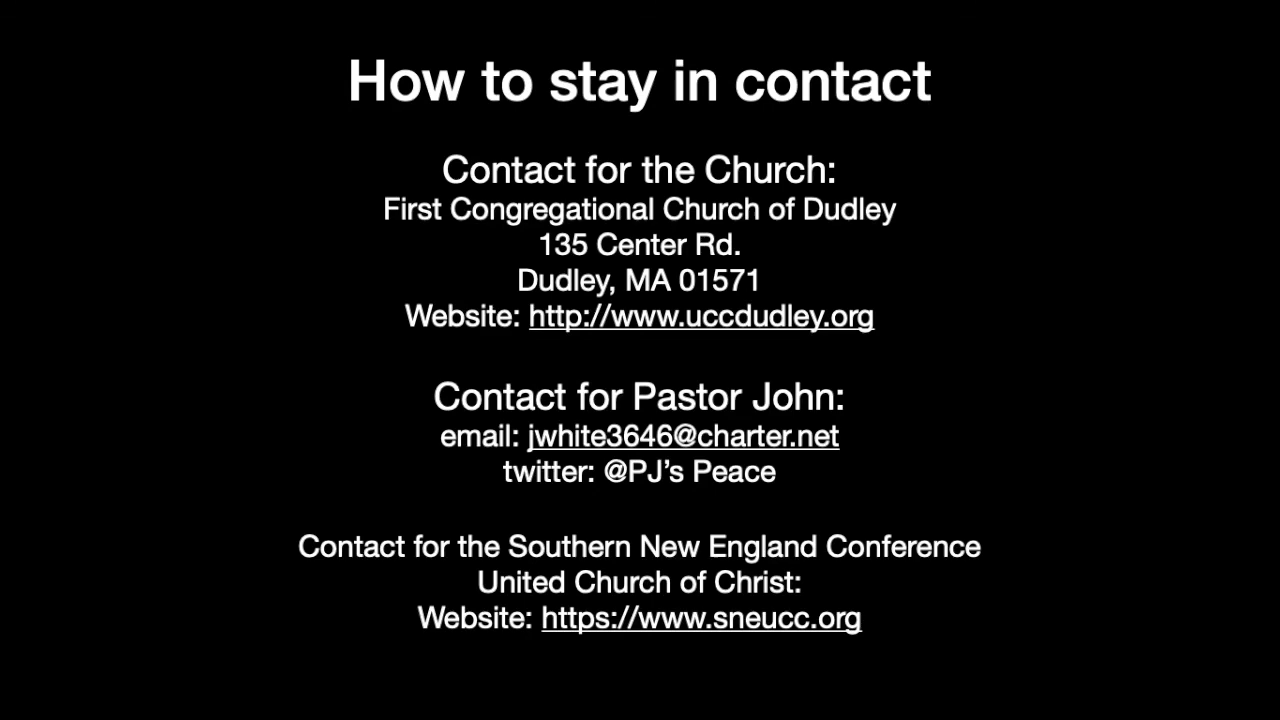 How to stay in contact
Contact for the Church:
First Congregational Church of Dudley
135 Center Rd.
Dudley, MA 01571
Website: http://www.uccdudley.org
Contact for Pastor John:
email: jwhite3646@charter.net
twitter: @PJ’s Peace
Contact for the Southern New England Conference
United Church of Christ:
Website: https://www.sneucc.org